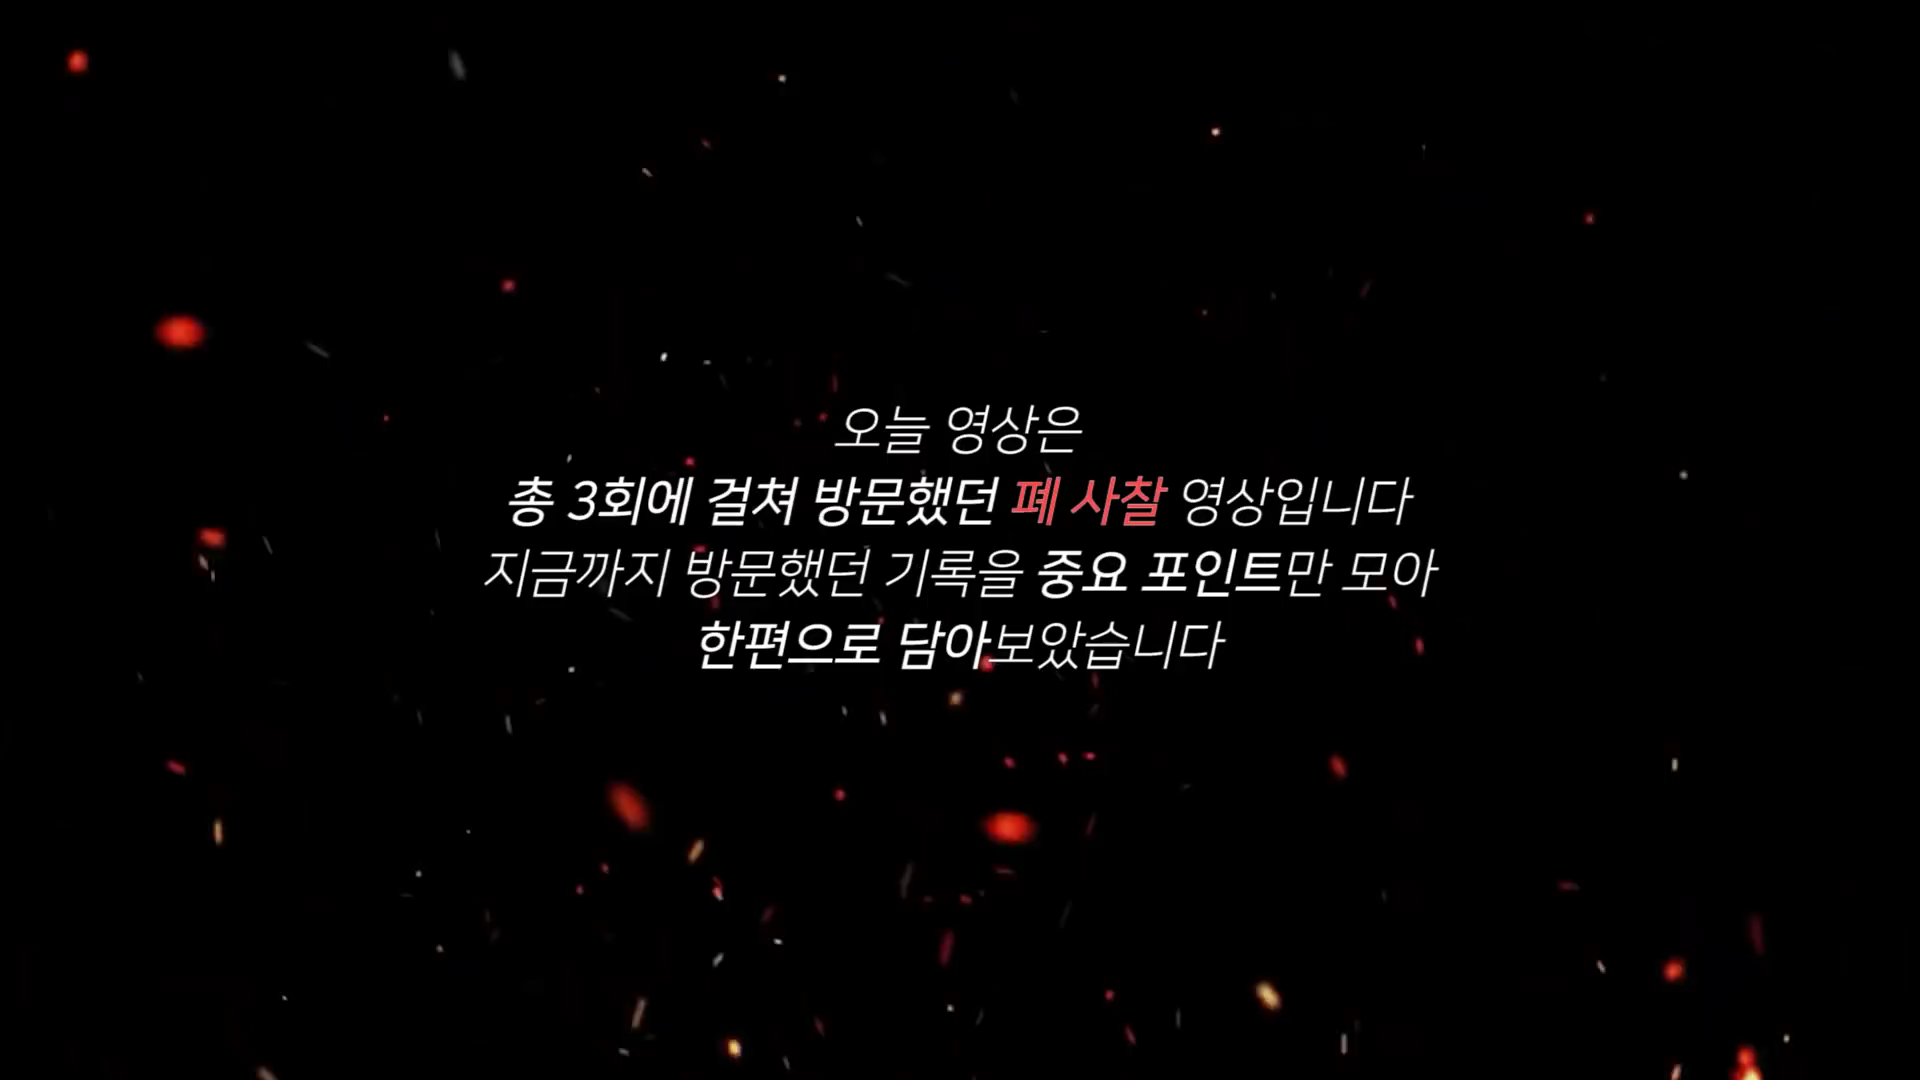 오늘 영상은
총 3회에 걸쳐 방문했던 폐 사찰 영상입니다
지금까지 방문했던 기록을 중요 포인트만 모아
한편으로 담아보았습니다